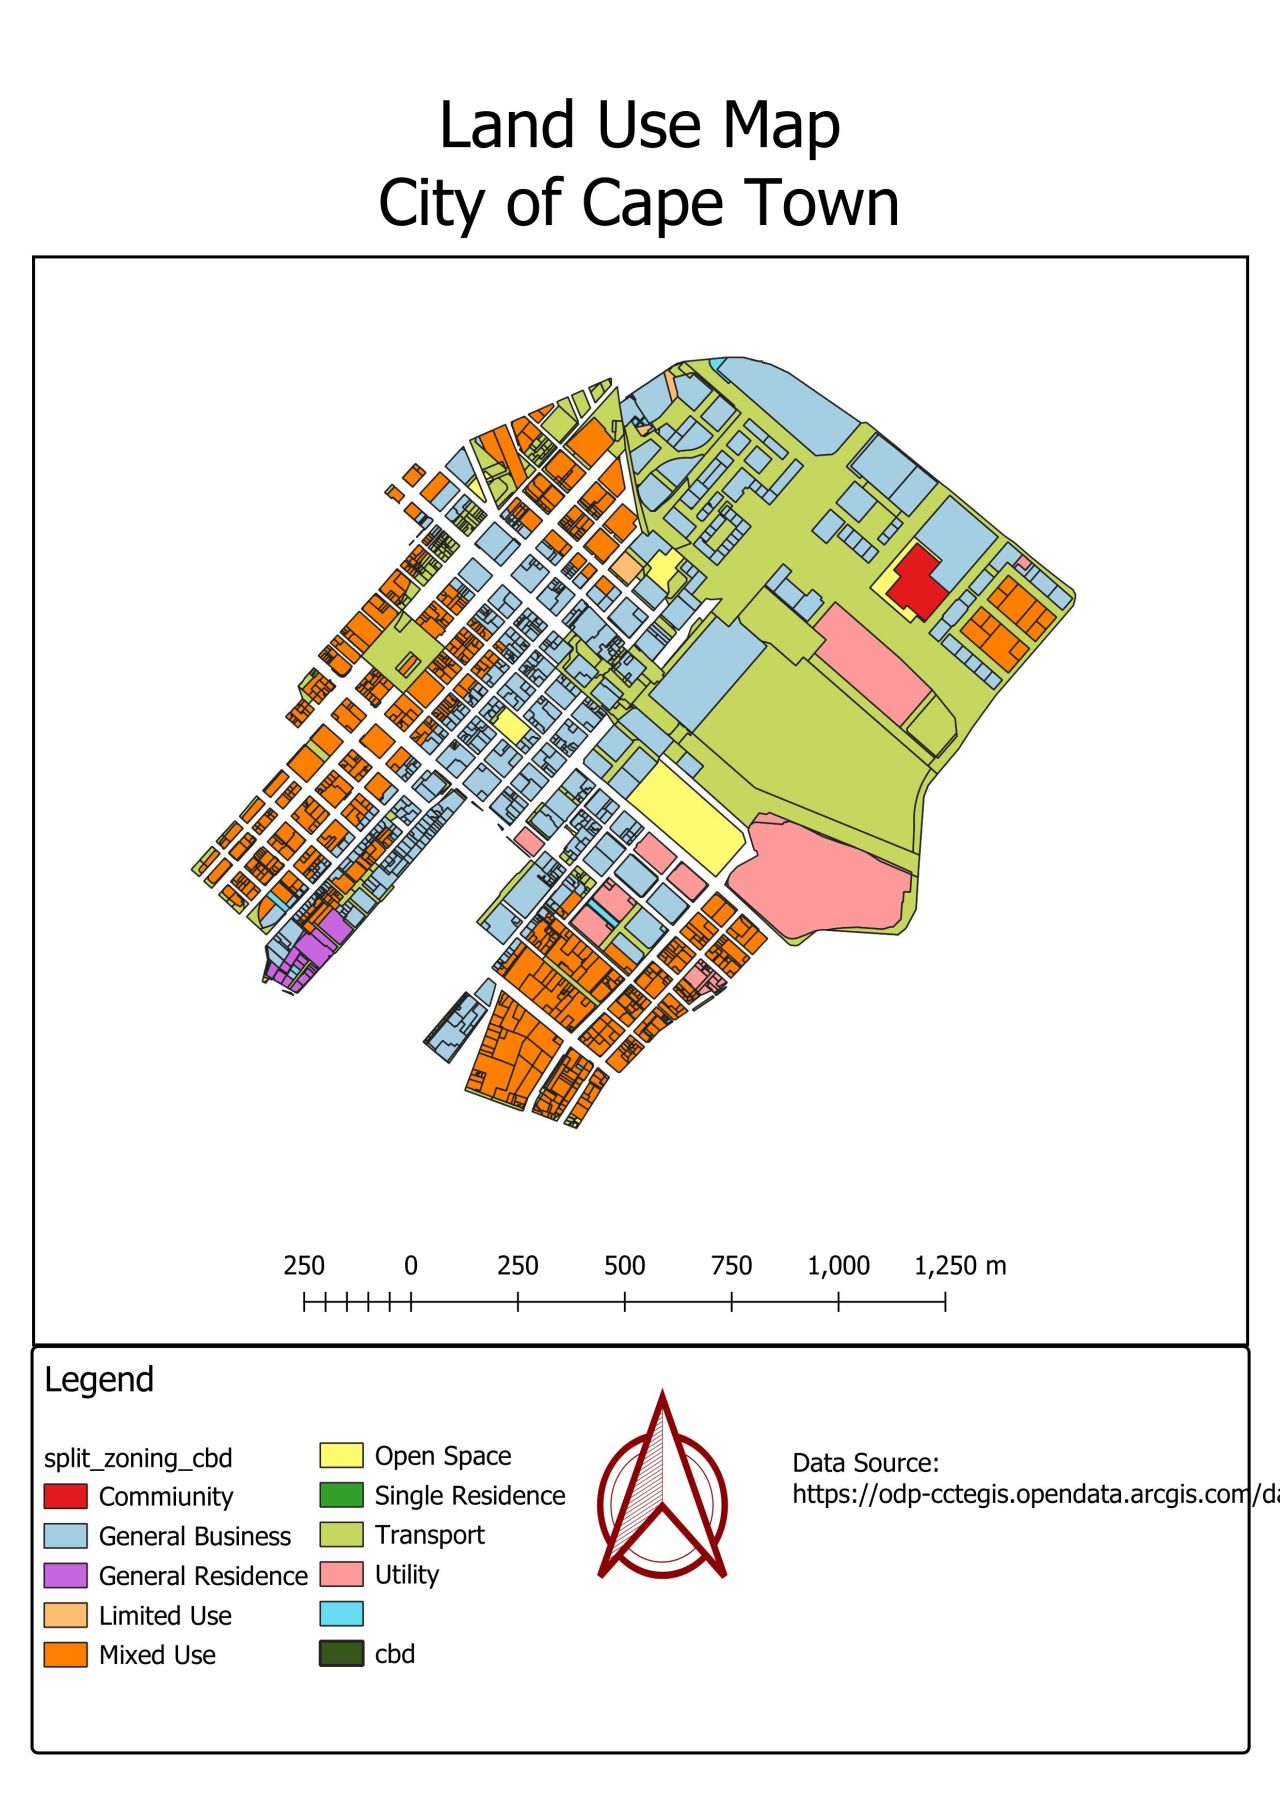 Land Use Map
City of Cape Town
250 0 250 500 750 1,000 1,250 m
Legend
split_zoning_cbd
Commiunity
General Business
General Residence
Limited Use
Mixed Use
Open Space
Single Residence
Transport
Utility
cbd
Data Source:
https://odp-cctegis.opendata.arcgis.com/da